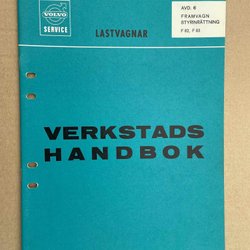 VOLVO
SERVICE
LASTVAGNAR
AVD. 6
FRAMVAGN
STYRINRÄTTNING
F 82, F 83
VERKSTADS
HANDBOK